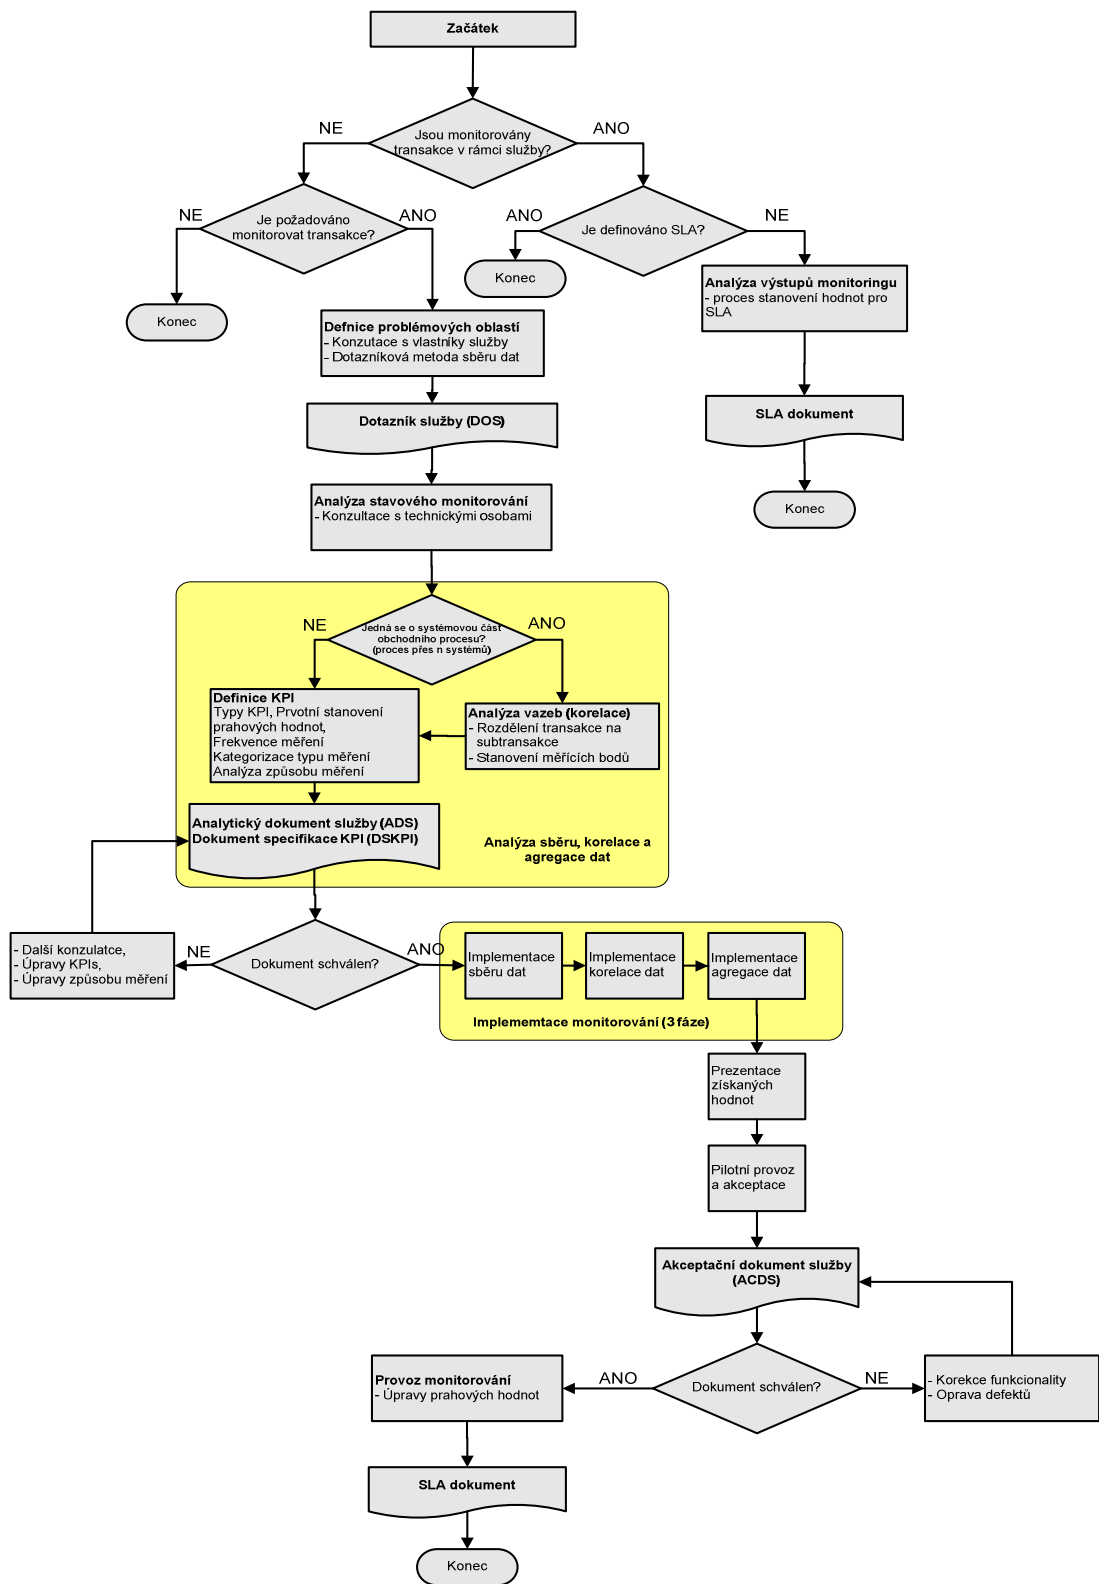 Začátek
NE
ANO
Jsou monitorovány
transakce v rámci služby?
NE
ANO
Je požadováno
monitorovat transakce?
ANO
NE
Je definováno SLA?
Konec
Konec
Analýza výstupů monitoringu
- proces stanovení hodnot pro
SLA
Defnice problémových oblastí
- Konzutace s vlastníky služby
- Dotazníková metoda sběru dat
SLA dokument
Dotazník služby (DOS)
Konec
Analýza stavového monitorování
- Konzultace s technickými osobami
NE
ANO
Jedná se o systémovou část
obchodního procesu?
(proces přes n systémů)
Definice KPI
Typy KPI, Prvotní stanovení
prahových hodnot,
Frekvence měření
Kategorizace typu měření
Analýza způsobu měření
Analýza vazeb (korelace)
- Rozdělení transakce na
subtransakce
- Stanovení měřících bodů
Analytický dokument služby (ADS)
Dokument specifikace KPI (DSKPI)
Analýza sběru, korelace a
agregace dat
- Další konzulatce,
- Úpravy KPIs,
- Úpravy způsobu měření
NE
Dokument schválen?
ANO
Implementace
sběru dat
Implementace
korelace dat
Implementace
agregace dat
Implememtace monitorování (3 fáze)
Prezentace
získaných
hodnot
Pilotní provoz
a akceptace
Akceptační dokument služby
(ACDS)
Provoz monitorování
- Úpravy prahových hodnot
ANO
Dokument schválen?
NE
- Korekce funkcionality
- Oprava defektů
SLA dokument
Konec